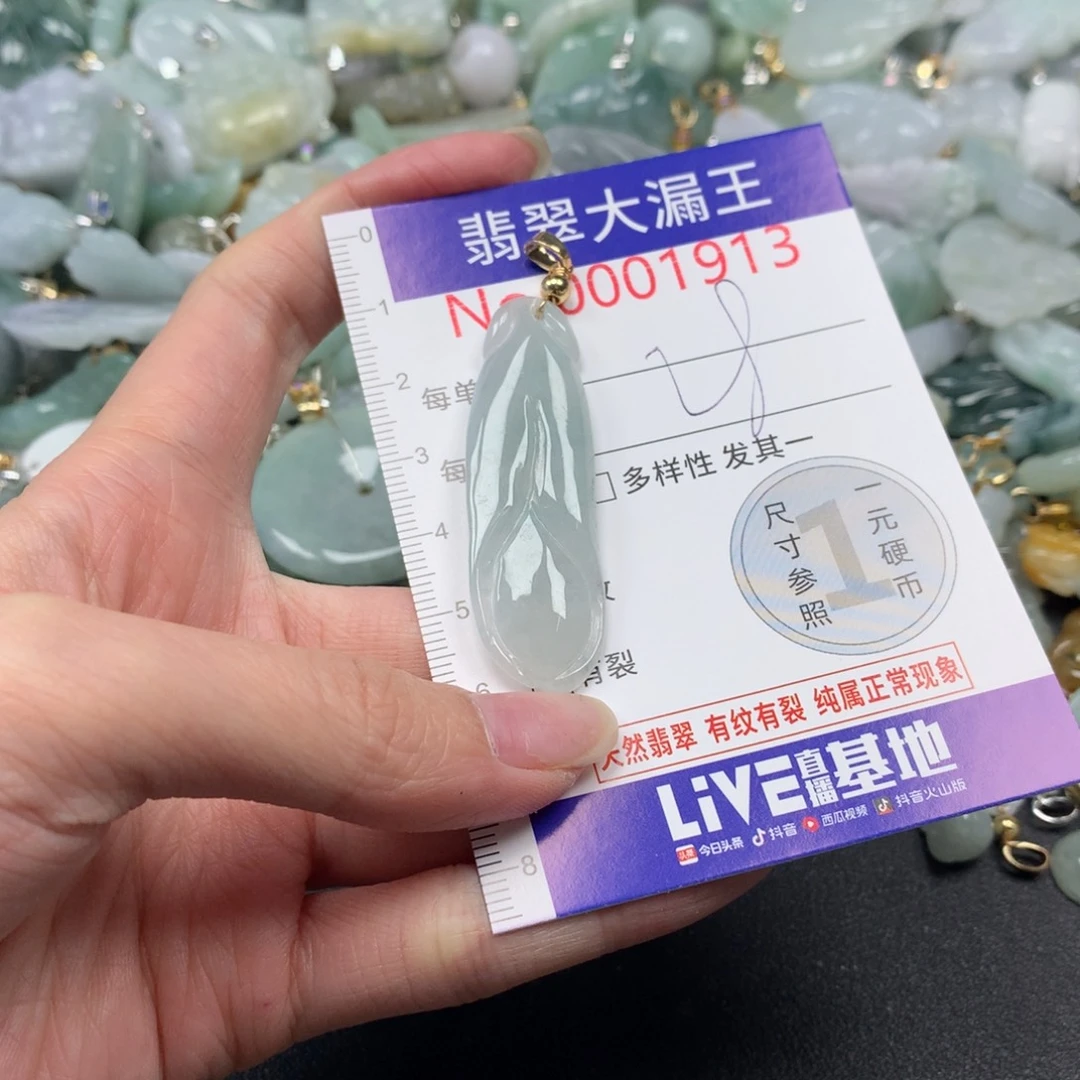 翡翠大漏王
No 0001913
每单
每
多样性 发其一
尺寸参照
一元硬币
1
有裂
天然翡翠 有纹有裂 纯属正常现象
LiVE直播基地
头条 今日头条 抖音 西瓜视频 抖音火山版
0
1
2
3
4
5
6
8